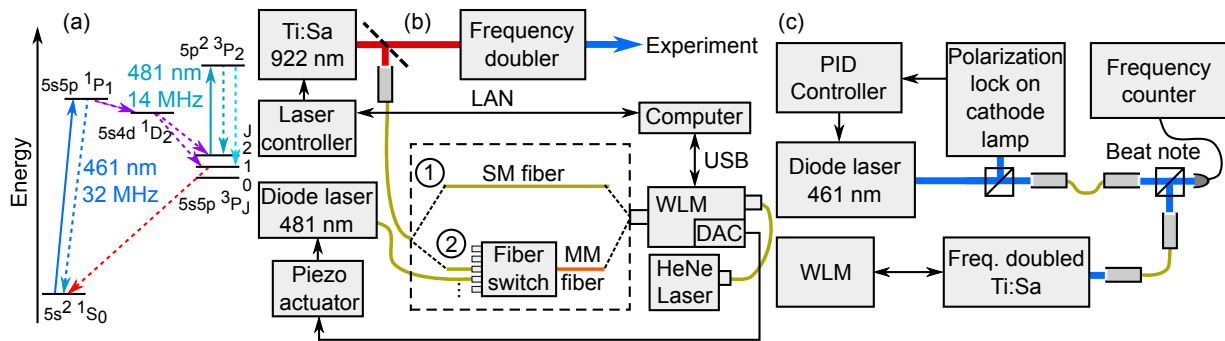 (a)
Energy
5p² ³P₂
481 nm
14 MHz
5s5p ¹P₁
5s4d ¹D₂
J
2
1
0
461 nm
32 MHz
5s5p ³P_J
5s² ¹S₀
(b)
Ti:Sa
922 nm
Frequency
doubler
Experiment
Laser
controller
LAN
Computer
USB
Diode laser
481 nm
1
SM fiber
2
Fiber
switch
MM
fiber
WLM
DAC
HeNe
Laser
Piezo
actuator
(c)
PID
Controller
Polarization
lock on
cathode
lamp
Frequency
counter
Diode laser
461 nm
Beat note
WLM
Freq. doubled
Ti:Sa